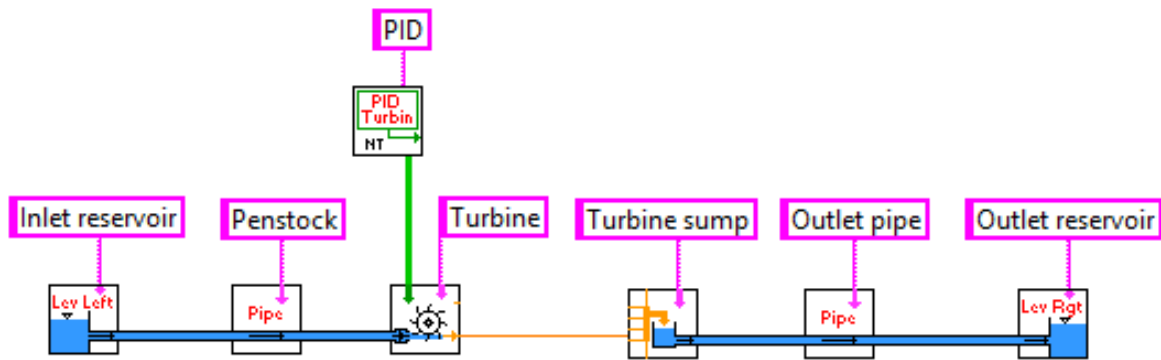 PID
PID
Turbin
NT
Inlet reservoir
Penstock
Turbine
Turbine sump
Outlet pipe
Outlet reservoir
Lev Left
Pipe
Pipe
Lev Rgt